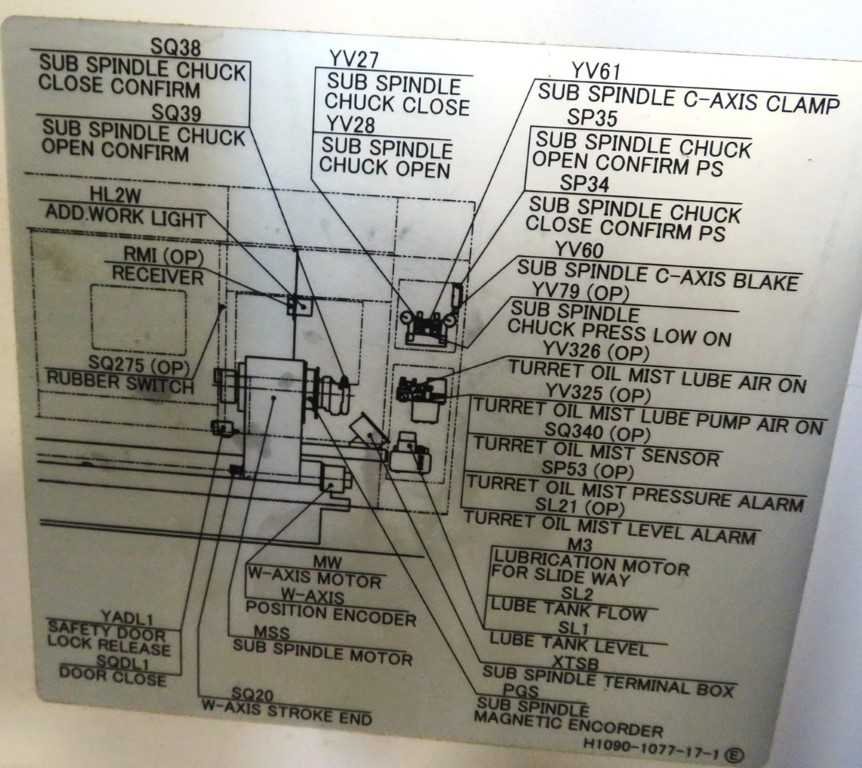 SQ38
SUB SPINDLE CHUCK
CLOSE CONFIRM
SQ39
SUB SPINDLE CHUCK
OPEN CONFIRM
HL2W
ADD.WORK LIGHT
RMI (OP)
RECEIVER
SQ275 (OP)
RUBBER SWITCH
YV27
SUB SPINDLE
CHUCK CLOSE
YV28
SUB SPINDLE
CHUCK OPEN
YV61
SUB SPINDLE C-AXIS CLAMP
SP35
SUB SPINDLE CHUCK
OPEN CONFIRM PS
SP34
SUB SPINDLE CHUCK
CLOSE CONFIRM PS
YV60
SUB SPINDLE C-AXIS BLAKE
YV79 (OP)
SUB SPINDLE
CHUCK PRESS LOW ON
YV326 (OP)
TURRET OIL MIST LUBE AIR ON
YV325 (OP)
TURRET OIL MIST LUBE PUMP AIR ON
SQ340 (OP)
TURRET OIL MIST SENSOR
SP53 (OP)
TURRET OIL MIST PRESSURE ALARM
SL21 (OP)
TURRET OIL MIST LEVEL ALARM
M3
LUBRICATION MOTOR
FOR SLIDE WAY
SL2
LUBE TANK FLOW
SL1
LUBE TANK LEVEL
XTSB
SUB SPINDLE TERMINAL BOX
PGS
SUB SPINDLE
MAGNETIC ENCORDER
MW
W-AXIS MOTOR
W-AXIS
POSITION ENCODER
MSS
SUB SPINDLE MOTOR
YADL1
SAFETY DOOR
LOCK RELEASE
SQDL1
DOOR CLOSE
SQ20
W-AXIS STROKE END
H1090-1077-17-1 Ⓔ